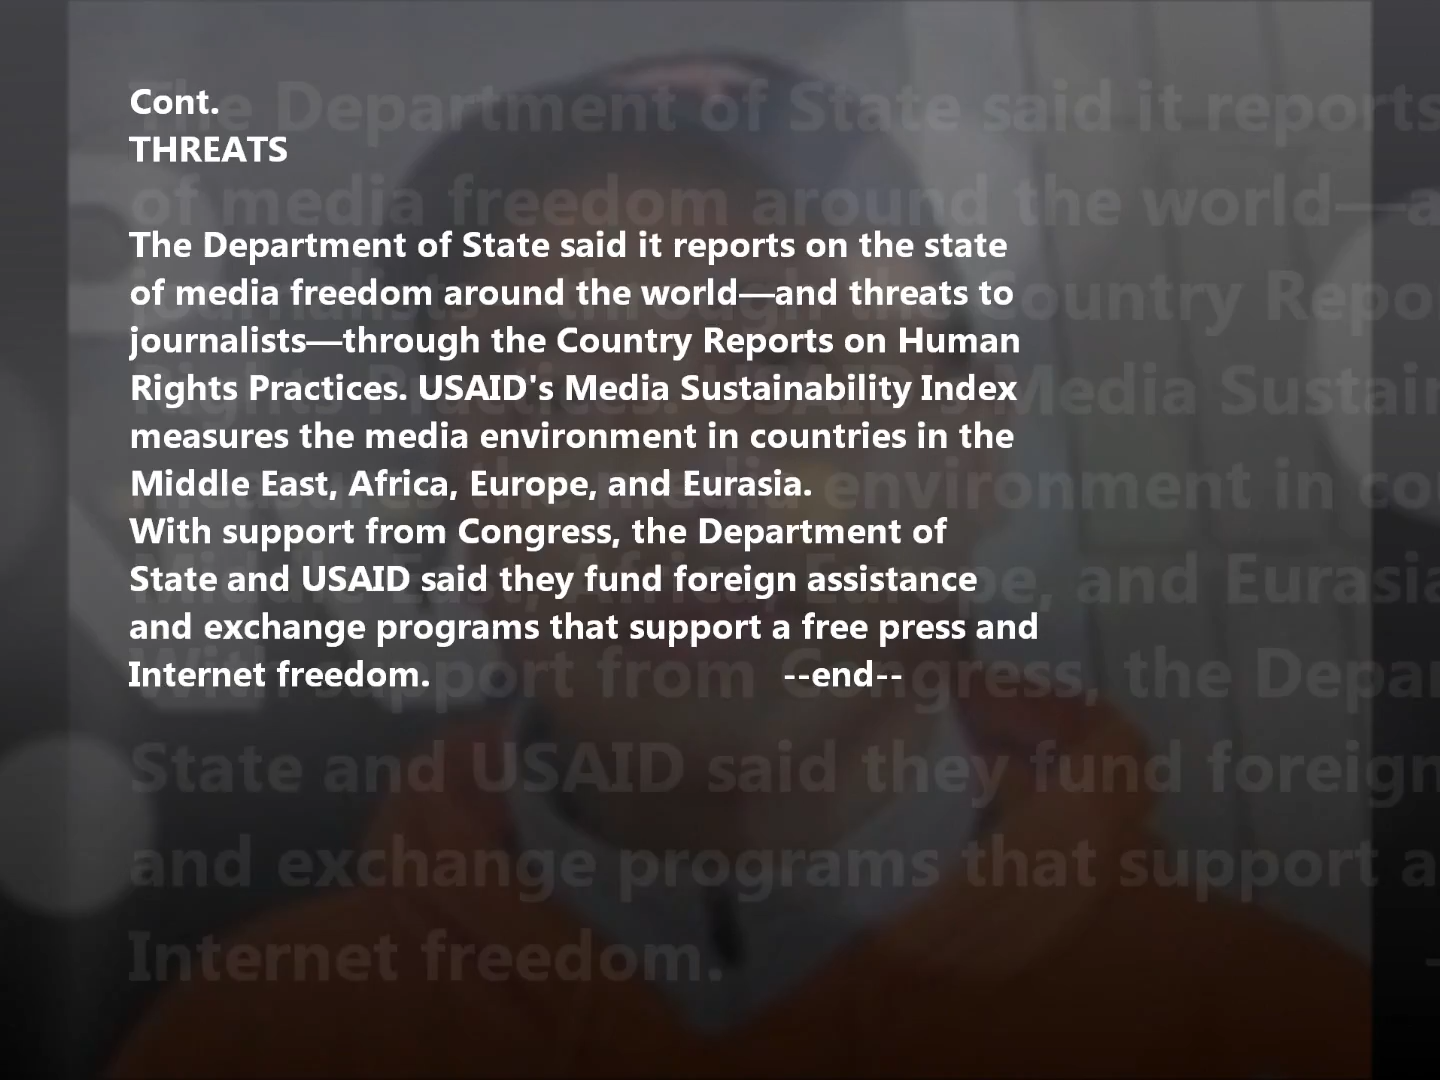 Cont.
THREATS
The Department of State said it reports on the state
of media freedom around the world—and threats to
journalists—through the Country Reports on Human
Rights Practices. USAID's Media Sustainability Index
measures the media environment in countries in the
Middle East, Africa, Europe, and Eurasia.
With support from Congress, the Department of
State and USAID said they fund foreign assistance
and exchange programs that support a free press and
Internet freedom. --end--